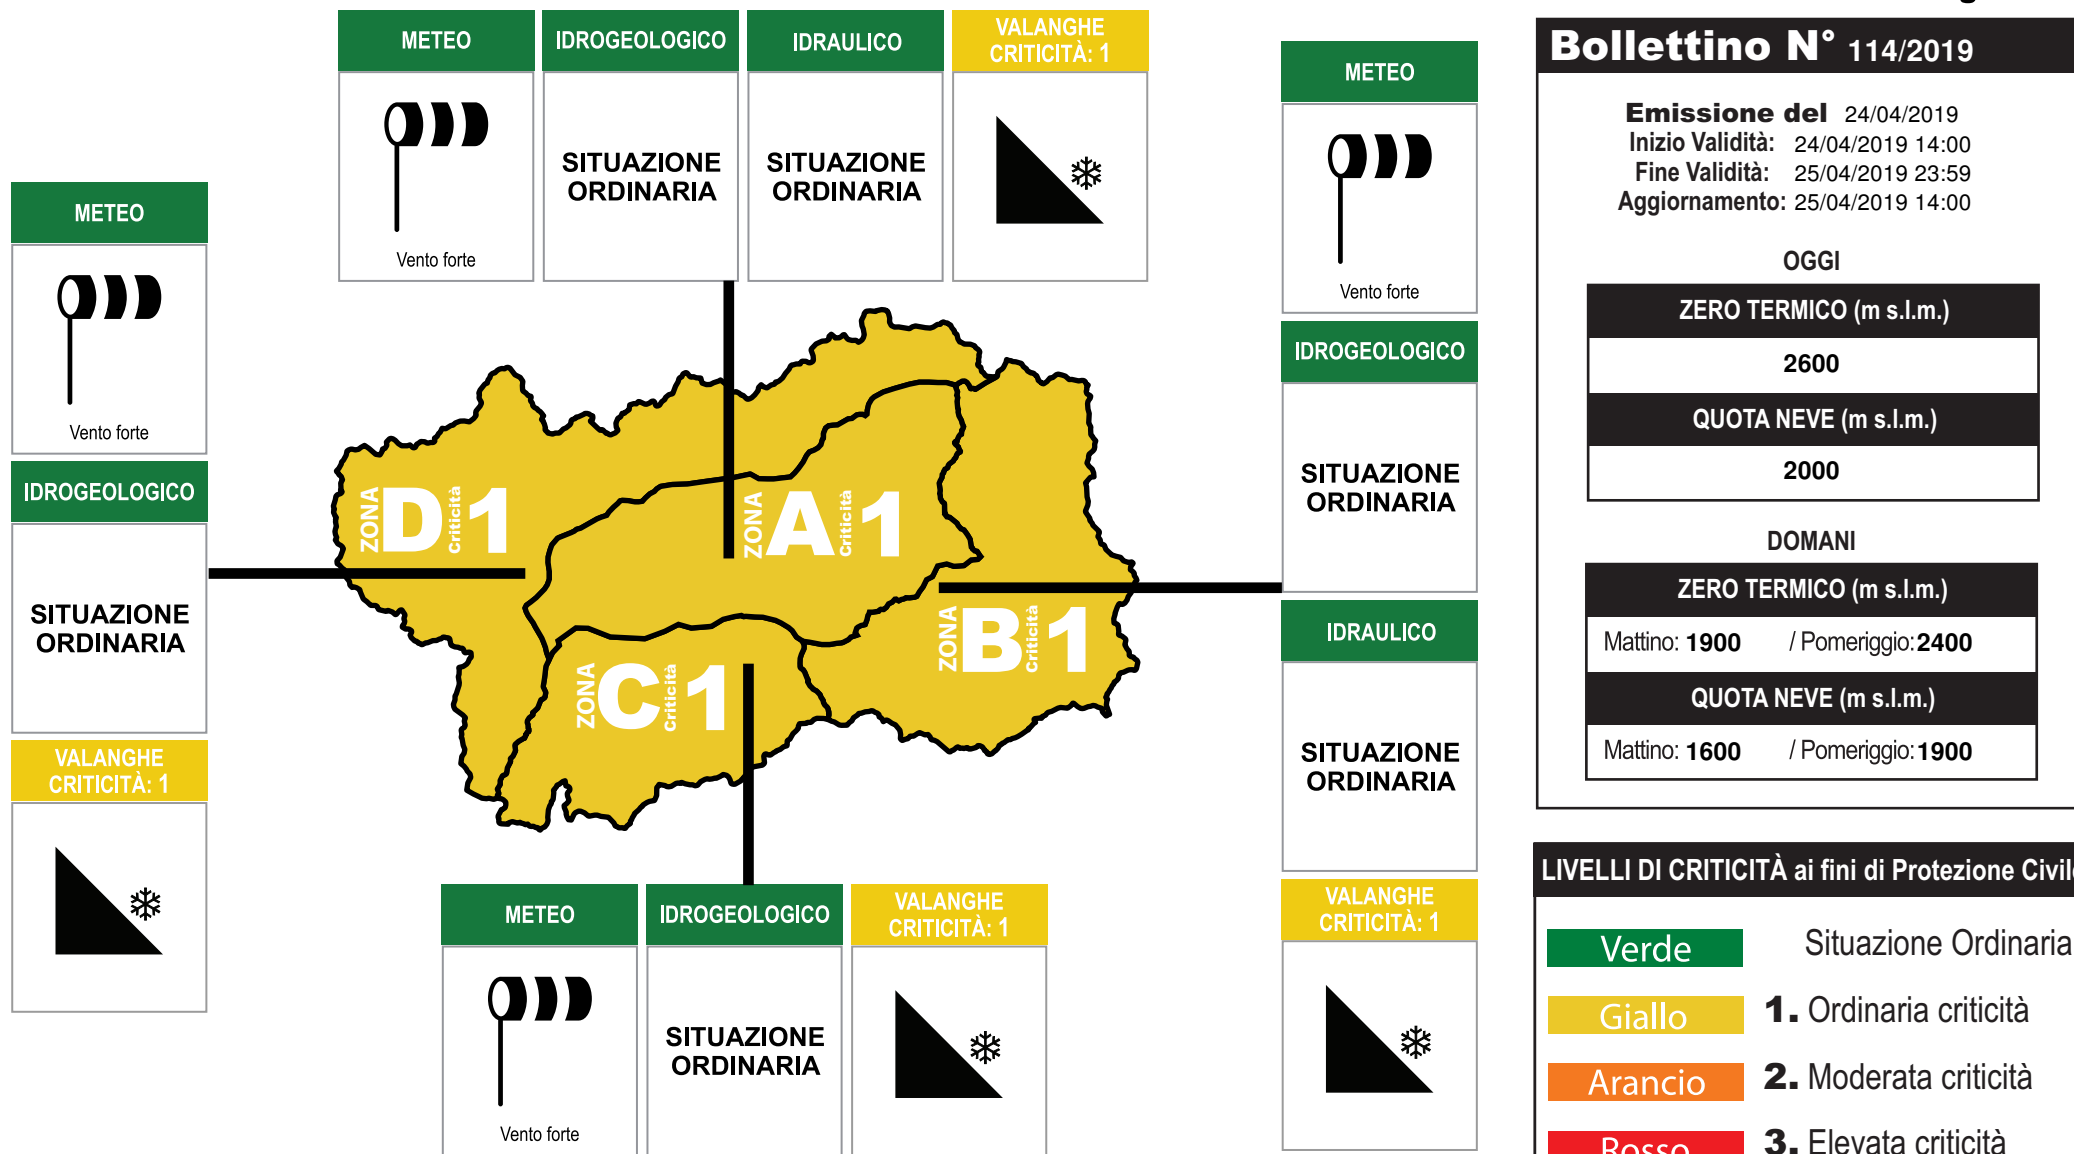 METEO
IDROGEOLOGICO
IDRAULICO
VALANGHE
CRITICITÀ: 1
Vento forte
SITUAZIONE
ORDINARIA
SITUAZIONE
ORDINARIA
METEO
Vento forte
IDROGEOLOGICO
SITUAZIONE
ORDINARIA
VALANGHE
CRITICITÀ: 1
METEO
Vento forte
IDROGEOLOGICO
SITUAZIONE
ORDINARIA
IDRAULICO
SITUAZIONE
ORDINARIA
VALANGHE
CRITICITÀ: 1
ZONA D Criticità 1
ZONA A Criticità 1
ZONA B Criticità 1
ZONA C Criticità 1
METEO
IDROGEOLOGICO
VALANGHE
CRITICITÀ: 1
Vento forte
SITUAZIONE
ORDINARIA
Bollettino N° 114/2019
Emissione del 24/04/2019
Inizio Validità: 24/04/2019 14:00
Fine Validità: 25/04/2019 23:59
Aggiornamento: 25/04/2019 14:00
OGGI
ZERO TERMICO (m s.l.m.)
2600
QUOTA NEVE (m s.l.m.)
2000
DOMANI
ZERO TERMICO (m s.l.m.)
Mattino: 1900 / Pomeriggio: 2400
QUOTA NEVE (m s.l.m.)
Mattino: 1600 / Pomeriggio: 1900
LIVELLI DI CRITICITÀ ai fini di Protezione Civile
Verde Situazione Ordinaria
Giallo 1. Ordinaria criticità
Arancio 2. Moderata criticità
Rosso 3. Elevata criticità